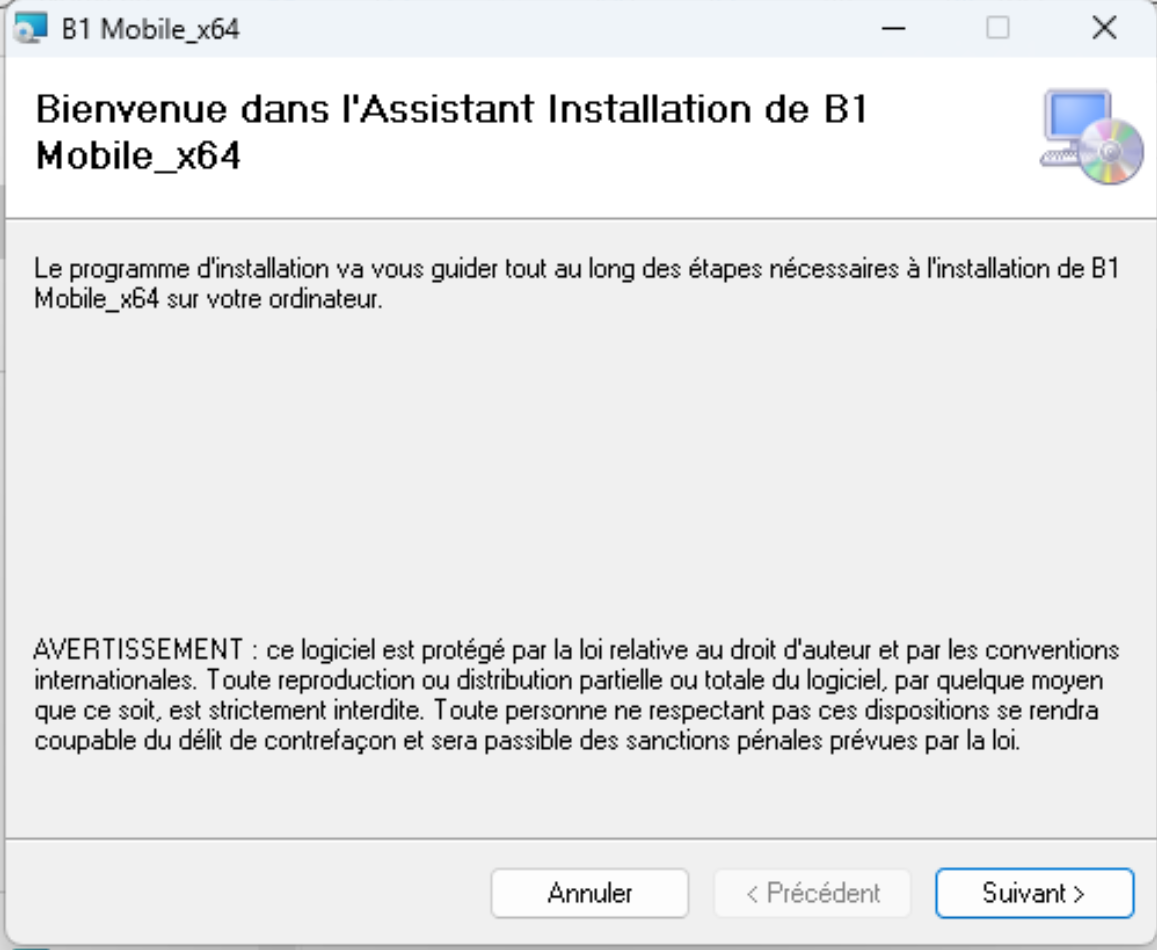 B1 Mobile_x64
Bienvenue dans l'Assistant Installation de B1
Mobile_x64
Le programme d'installation va vous guider tout au long des étapes nécessaires à l'installation de B1
Mobile_x64 sur votre ordinateur.
AVERTISSEMENT : ce logiciel est protégé par la loi relative au droit d'auteur et par les conventions
internationales. Toute reproduction ou distribution partielle ou totale du logiciel, par quelque moyen
que ce soit, est strictement interdite. Toute personne ne respectant pas ces dispositions se rendra
coupable du délit de contrefaçon et sera passible des sanctions pénales prévues par la loi.
Annuler < Précédent Suivant >